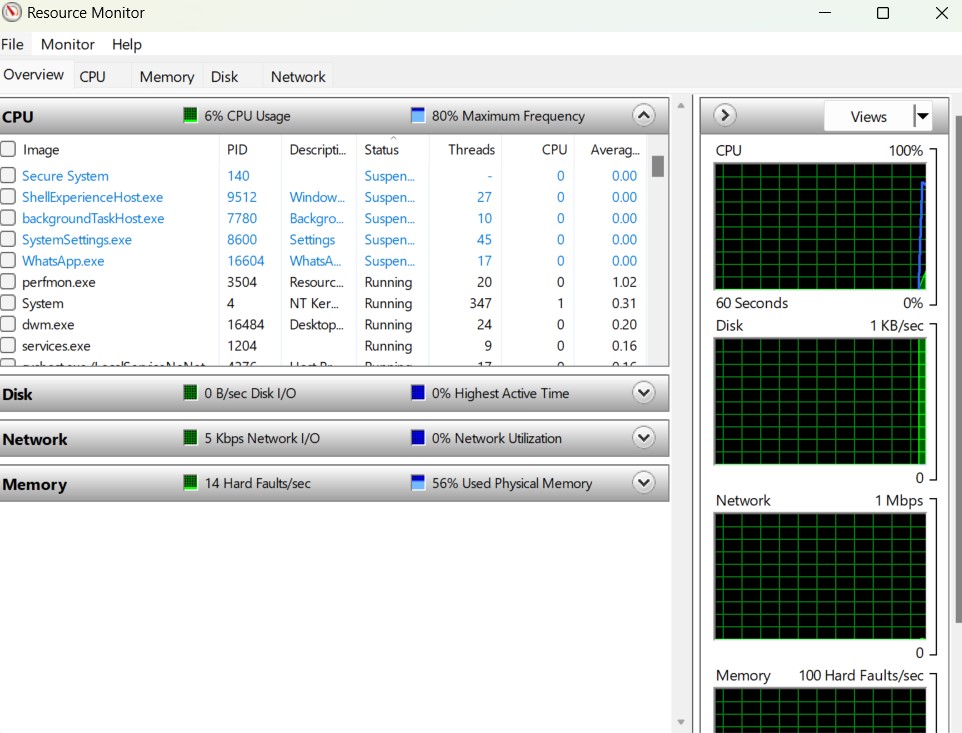 Resource Monitor
File Monitor Help
Overview CPU Memory Disk Network
CPU 6% CPU Usage 80% Maximum Frequency
Image PID Descripti... Status Threads CPU Averag...
Secure System 140 Suspen... - 0 0.00
ShellExperienceHost.exe 9512 Window... Suspen... 27 0 0.00
backgroundTaskHost.exe 7780 Backgro... Suspen... 10 0 0.00
SystemSettings.exe 8600 Settings Suspen... 45 0 0.00
WhatsApp.exe 16604 WhatsA... Suspen... 17 0 0.00
perfmon.exe 3504 Resourc... Running 20 0 1.02
System 4 NT Ker... Running 347 1 0.31
dwm.exe 16484 Desktop... Running 24 0 0.20
services.exe 1204 Running 9 0 0.16
Disk 0 B/sec Disk I/O 0% Highest Active Time
Network 5 Kbps Network I/O 0% Network Utilization
Memory 14 Hard Faults/sec 56% Used Physical Memory
Views
CPU 100%
60 Seconds 0%
Disk 1 KB/sec
0
Network 1 Mbps
0
Memory 100 Hard Faults/sec